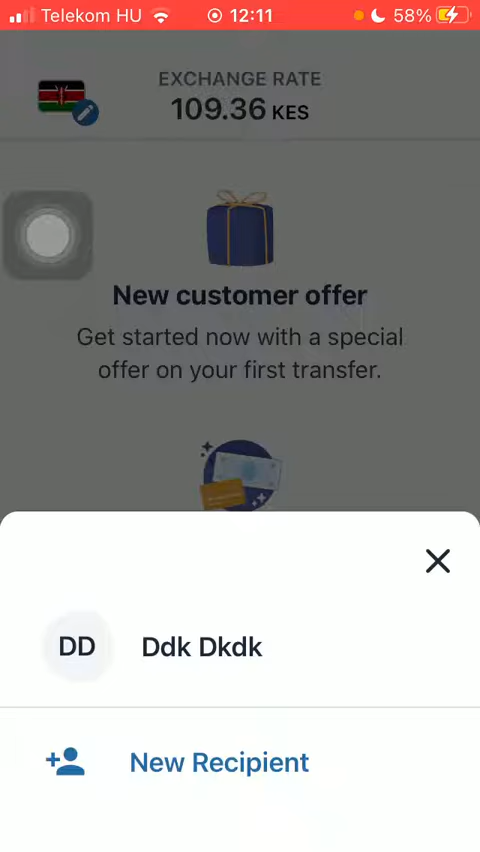 Telekom HU 12:11 58%
EXCHANGE RATE
109.36 KES
New customer offer
Get started now with a special
offer on your first transfer.
DD Ddk Dkdk
New Recipient